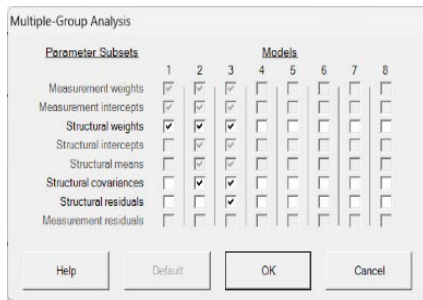 Multiple-Group Analysis
Parameter Subsets Models
1 2 3 4 5 6 7 8
Measurement weights
Measurement intercepts
Structural weights
Structural intercepts
Structural means
Structural covariances
Structural residuals
Measurement residuals
Help Default OK Cancel